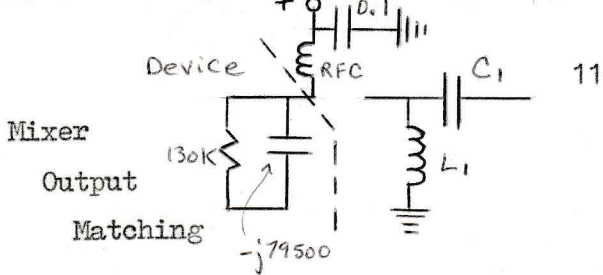 + 0.1
Device RFC C₁ 11
Mixer
130K L₁
Output
Matching
-j79500